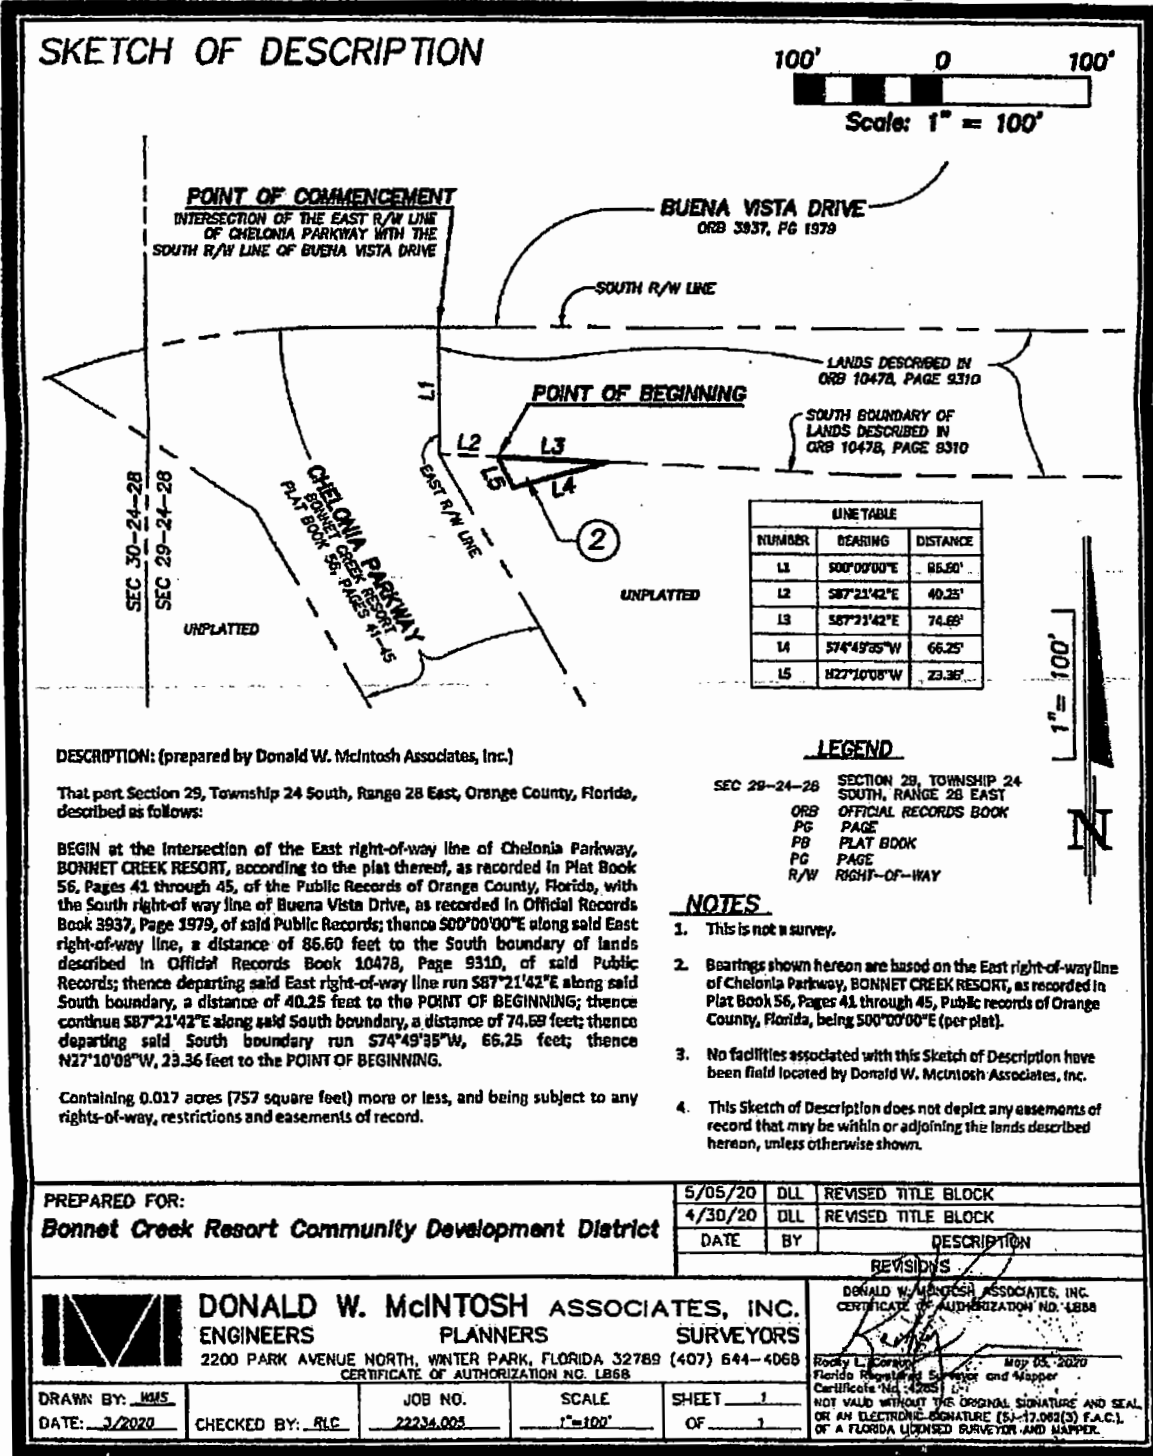 SKETCH OF DESCRIPTION
100' 0 100'
Scale: 1" = 100'
POINT OF COMMENCEMENT
INTERSECTION OF THE EAST R/W LINE
OF CHELONIA PARKWAY WITH THE
SOUTH R/W LINE OF BUENA VISTA DRIVE
BUENA VISTA DRIVE
ORB 3937, PG 1979
SOUTH R/W LINE
LANDS DESCRIBED IN
ORB 10478, PAGE 9310
L1
POINT OF BEGINNING
SOUTH BOUNDARY OF
LANDS DESCRIBED IN
ORB 10478, PAGE 9310
L2
L3
L5
L4
2
EAST R/W LINE
SEC 30-24-28
SEC 29-24-28
CHELONIA PARKWAY
BONNET CREEK RESORT
PLAT BOOK 56, PAGES 41-45
UNPLATTED
UNPLATTED
LINE TABLE
NUMBER BEARING DISTANCE
L1 S00°00'00"E 86.60'
L2 S87°21'42"E 40.25'
L3 S87°21'42"E 74.69'
L4 S74°49'35"W 66.25'
L5 N27°10'08"W 23.36'
1"= 100'
N
DESCRIPTION: (prepared by Donald W. McIntosh Associates, Inc.)
That part Section 29, Township 24 South, Range 28 East, Orange County, Florida,
described as follows:
BEGIN at the Intersection of the East right-of-way line of Chelonia Parkway,
BONNET CREEK RESORT, according to the plat thereof, as recorded in Plat Book
56, Pages 41 through 45, of the Public Records of Orange County, Florida, with
the South right-of way line of Buena Vista Drive, as recorded in Official Records
Book 3937, Page 1979, of said Public Records; thence S00°00'00"E along said East
right-of-way line, a distance of 86.60 feet to the South boundary of lands
described in Official Records Book 10478, Page 9310, of said Public
Records; thence departing said East right-of-way line run S87°21'42"E along said
South boundary, a distance of 40.25 feet to the POINT OF BEGINNING; thence
continue S87°21'42"E along said South boundary, a distance of 74.69 feet; thence
departing said South boundary run S74°49'35"W, 66.25 feet; thence
N27°10'08"W, 23.36 feet to the POINT OF BEGINNING.
Containing 0.017 acres (757 square feet) more or less, and being subject to any
rights-of-way, restrictions and easements of record.
LEGEND
SEC 29-24-28 SECTION 29, TOWNSHIP 24
SOUTH, RANGE 28 EAST
ORB OFFICIAL RECORDS BOOK
PG PAGE
PB PLAT BOOK
PG PAGE
R/W RIGHT-OF-WAY
NOTES
1. This is not a survey.
2. Bearings shown hereon are based on the East right-of-way line
of Chelonia Parkway, BONNET CREEK RESORT, as recorded in
Plat Book 56, Pages 41 through 45, Public records of Orange
County, Florida, being S00°00'00"E (per plat).
3. No facilities associated with this Sketch of Description have
been field located by Donald W. McIntosh Associates, Inc.
4. This Sketch of Description does not depict any easements of
record that may be within or adjoining the lands described
hereon, unless otherwise shown.
PREPARED FOR:
Bonnet Creek Resort Community Development District
5/05/20 DLL REVISED TITLE BLOCK
4/30/20 DLL REVISED TITLE BLOCK
DATE BY DESCRIPTION
REVISIONS
DONALD W. McINTOSH ASSOCIATES, INC.
ENGINEERS PLANNERS SURVEYORS
2200 PARK AVENUE NORTH, WINTER PARK, FLORIDA 32789 (407) 644-4068
CERTIFICATE OF AUTHORIZATION NO. LB68
DONALD W. McINTOSH ASSOCIATES, INC.
CERTIFICATE OF AUTHORIZATION NO. LB68
Rocky L. Carson May 05, 2020
Florida Registered Surveyor and Mapper
Certificate No. 4285
NOT VALID WITHOUT THE ORIGINAL SIGNATURE AND SEAL
OR AN ELECTRONIC SIGNATURE (5J-17.062(3) F.A.C.),
OF A FLORIDA LICENSED SURVEYOR AND MAPPER.
DRAWN BY: WMS
DATE: 3/2020
CHECKED BY: RLC
JOB NO.
22234.005
SCALE
1"=100'
SHEET 1
OF 1